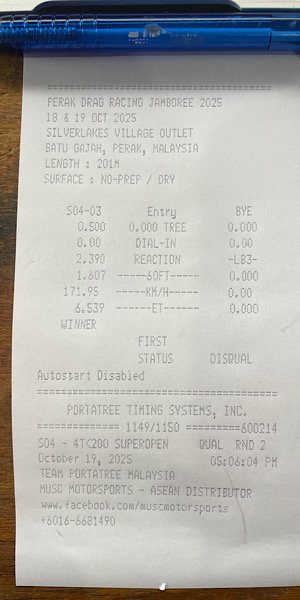 ==========================================
PERAK DRAG RACING JAMBOREE 2025
18 & 19 OCT 2025
SILVERLAKES VILLAGE OUTLET
BATU GAJAH, PERAK, MALAYSIA
LENGTH : 201M
SURFACE : NO-PREP / DRY
S04-03 Entry BYE
0.500 0.000 TREE 0.000
0.00 DIAL-IN 0.00
2.390 REACTION -LB3-
1.607 -----60FT----- 0.000
171.95 -----KM/H----- 0.00
6.539 ------ET------ 0.000
WINNER
FIRST
STATUS DISQUAL
Autostart Disabled
==========================================
PORTATREE TIMING SYSTEMS, INC.
============== 1149/1150 =========600214
S04 - 4T<200 SUPEROPEN QUAL RND 2
October 19, 2025 05:06:04 PM
TEAM PORTATREE MALAYSIA
MUSC MOTORSPORTS - ASEAN DISTRIBUTOR
www.facebook.com/muscmotorsports
+6016-6681490